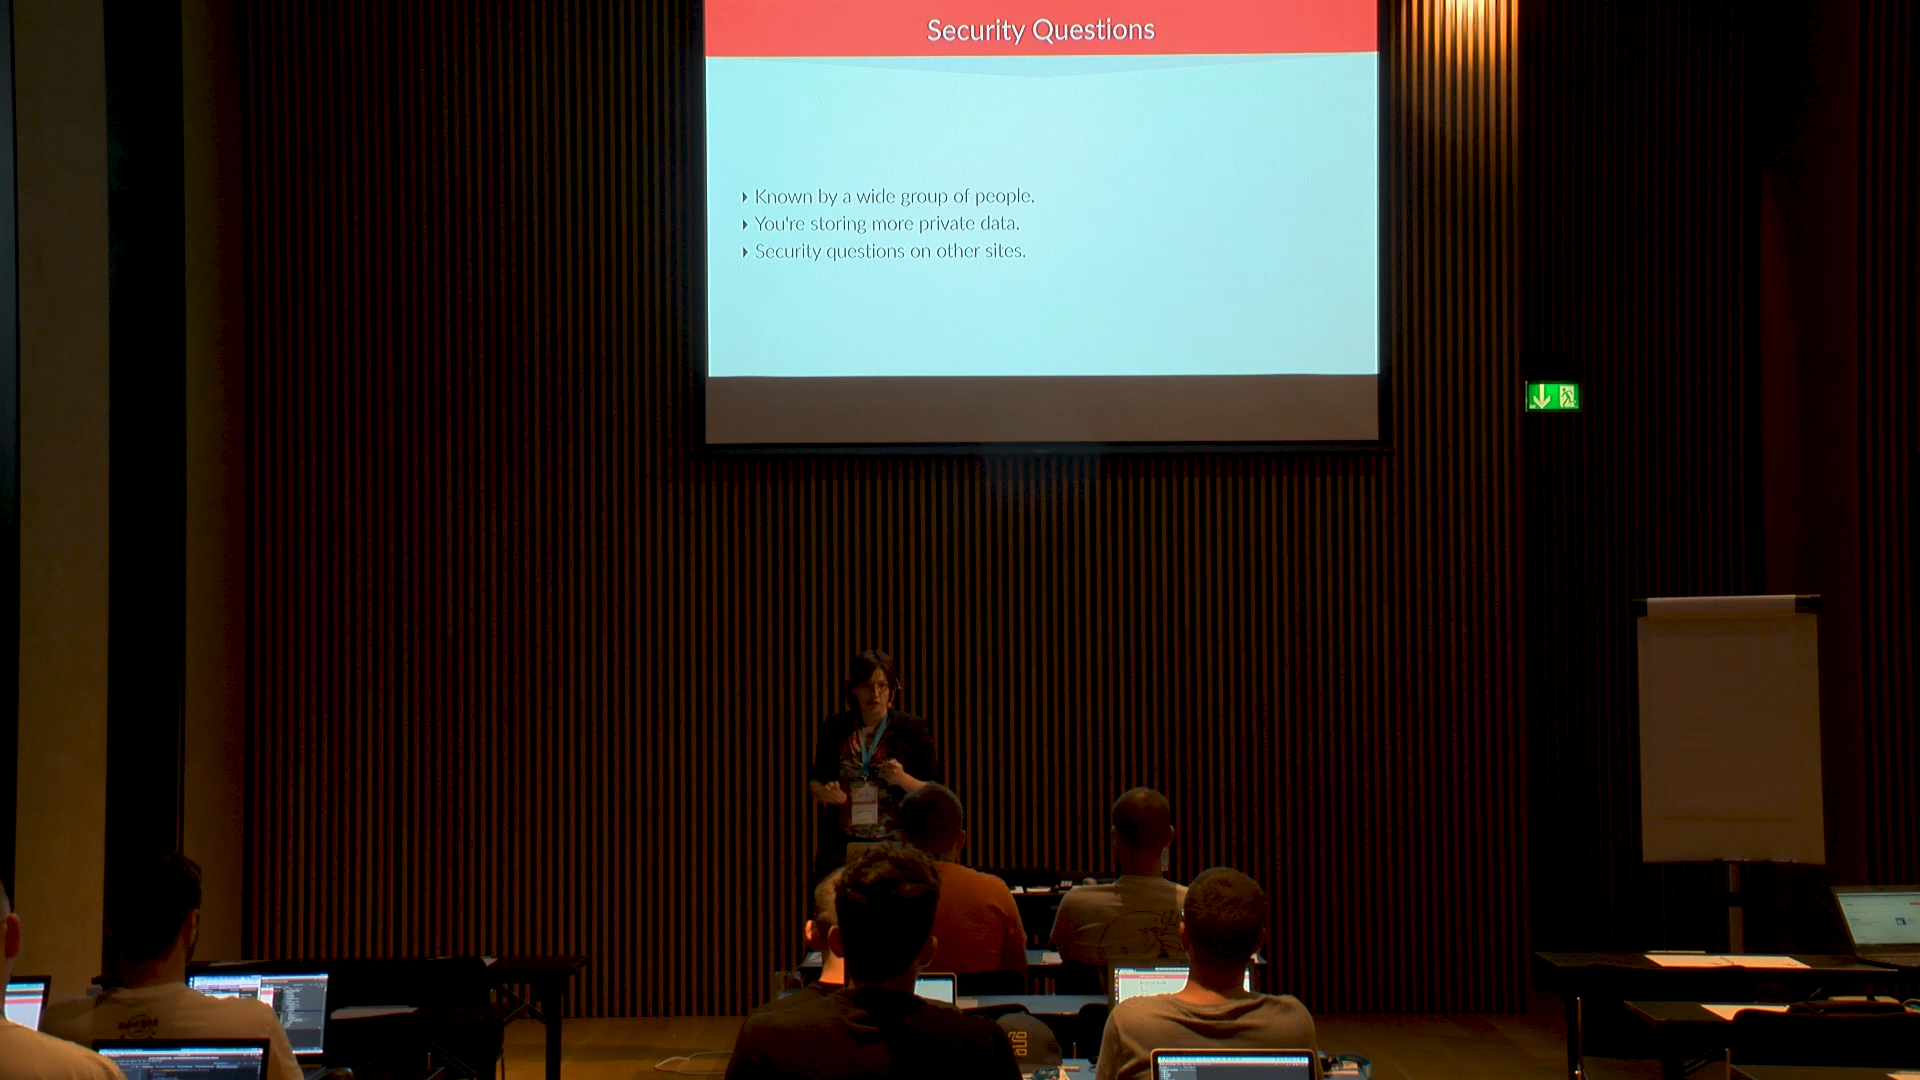 Security Questions
Known by a wide group of people.
You're storing more private data.
Security questions on other sites.